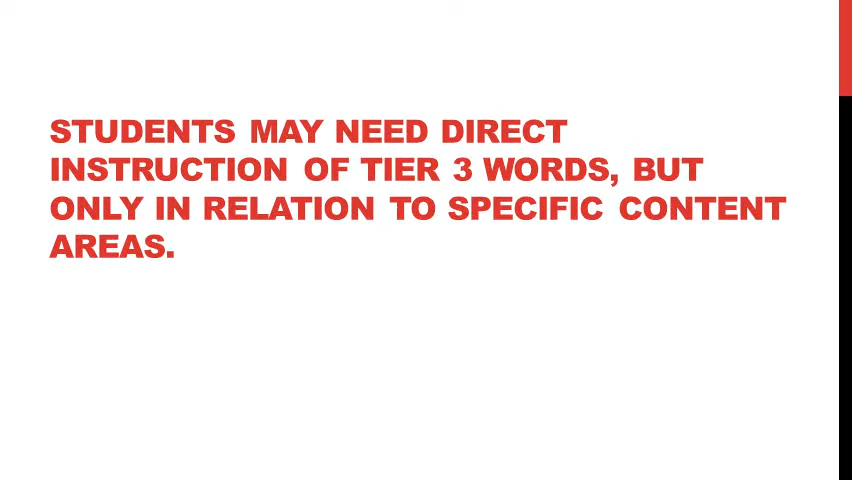 STUDENTS MAY NEED DIRECT
INSTRUCTION OF TIER 3 WORDS, BUT
ONLY IN RELATION TO SPECIFIC CONTENT
AREAS.